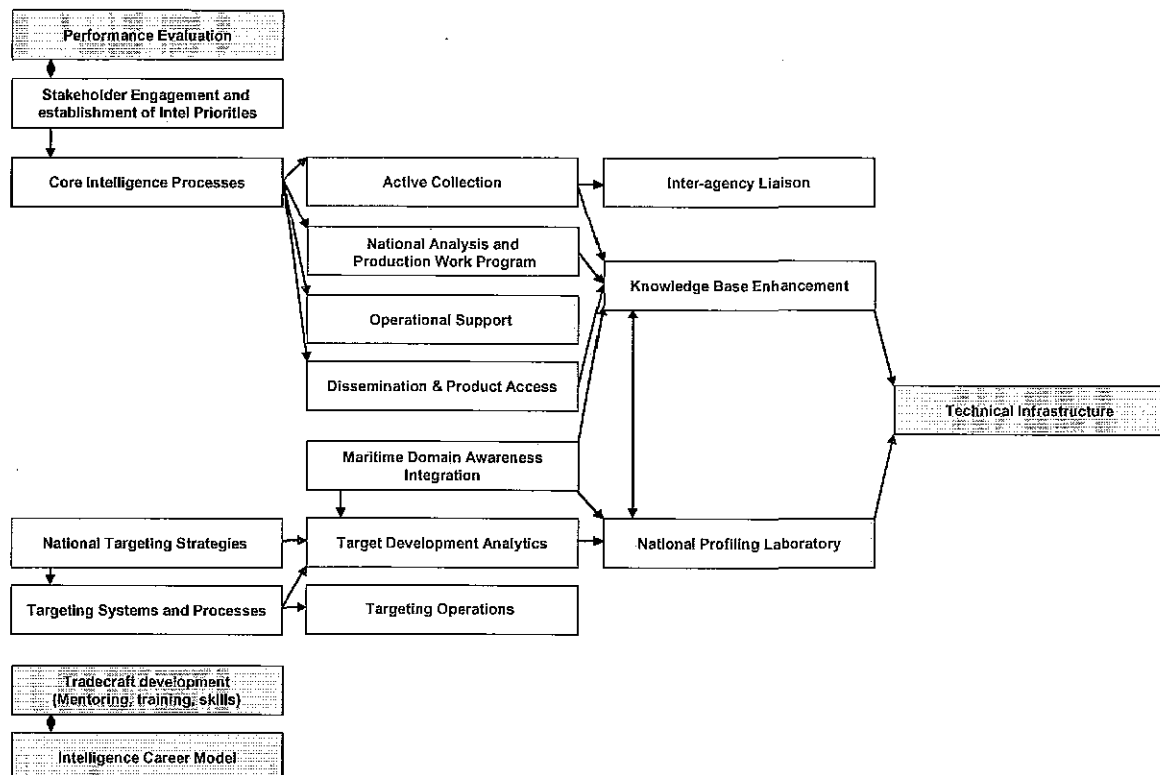 Performance Evaluation
Stakeholder Engagement and
establishment of Intel Priorities
Core Intelligence Processes
Active Collection
Inter-agency Liaison
National Analysis and
Production Work Program
Knowledge Base Enhancement
Operational Support
Dissemination & Product Access
Technical Infrastructure
Maritime Domain Awareness
Integration
National Targeting Strategies
Target Development Analytics
National Profiling Laboratory
Targeting Systems and Processes
Targeting Operations
Tradecraft development
(Mentoring, training, skills)
Intelligence Career Model